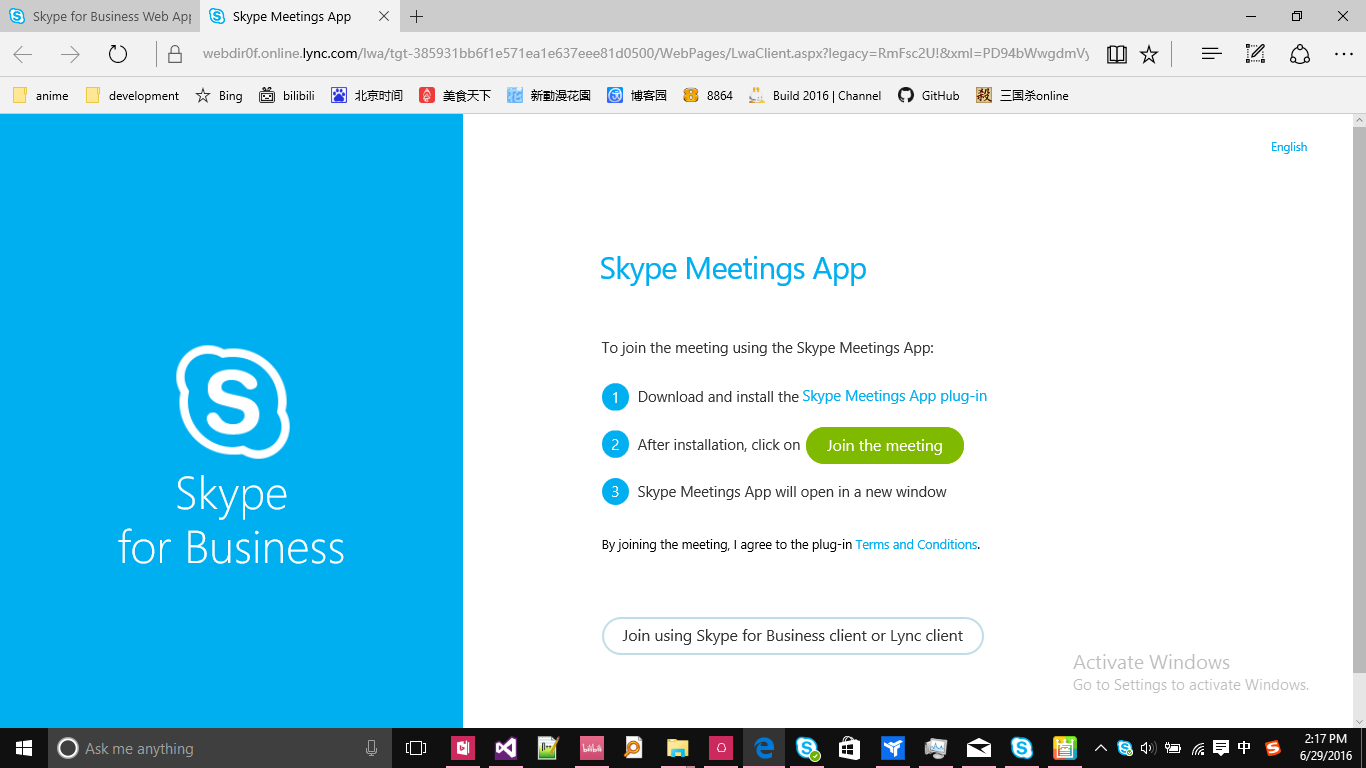 Skype for Business Web App
Skype Meetings App
webdir0f.online.lync.com/lwa/tgt-385931bb6f1e571ea1e637eee81d0500/WebPages/LwaClient.aspx?legacy=RmFsc2U!&xml=PD94bWwgdmVy
anime
development
Bing
bilibili
北京时间
美食天下
新動漫花園
博客园
8864
Build 2016 | Channel
GitHub
三国杀online
English
Skype Meetings App
To join the meeting using the Skype Meetings App:
1 Download and install the Skype Meetings App plug-in
2 After installation, click on Join the meeting
3 Skype Meetings App will open in a new window
By joining the meeting, I agree to the plug-in Terms and Conditions.
Join using Skype for Business client or Lync client
S
Skype
for Business
Activate Windows
Go to Settings to activate Windows.
Ask me anything
中
2:17 PM
6/29/2016